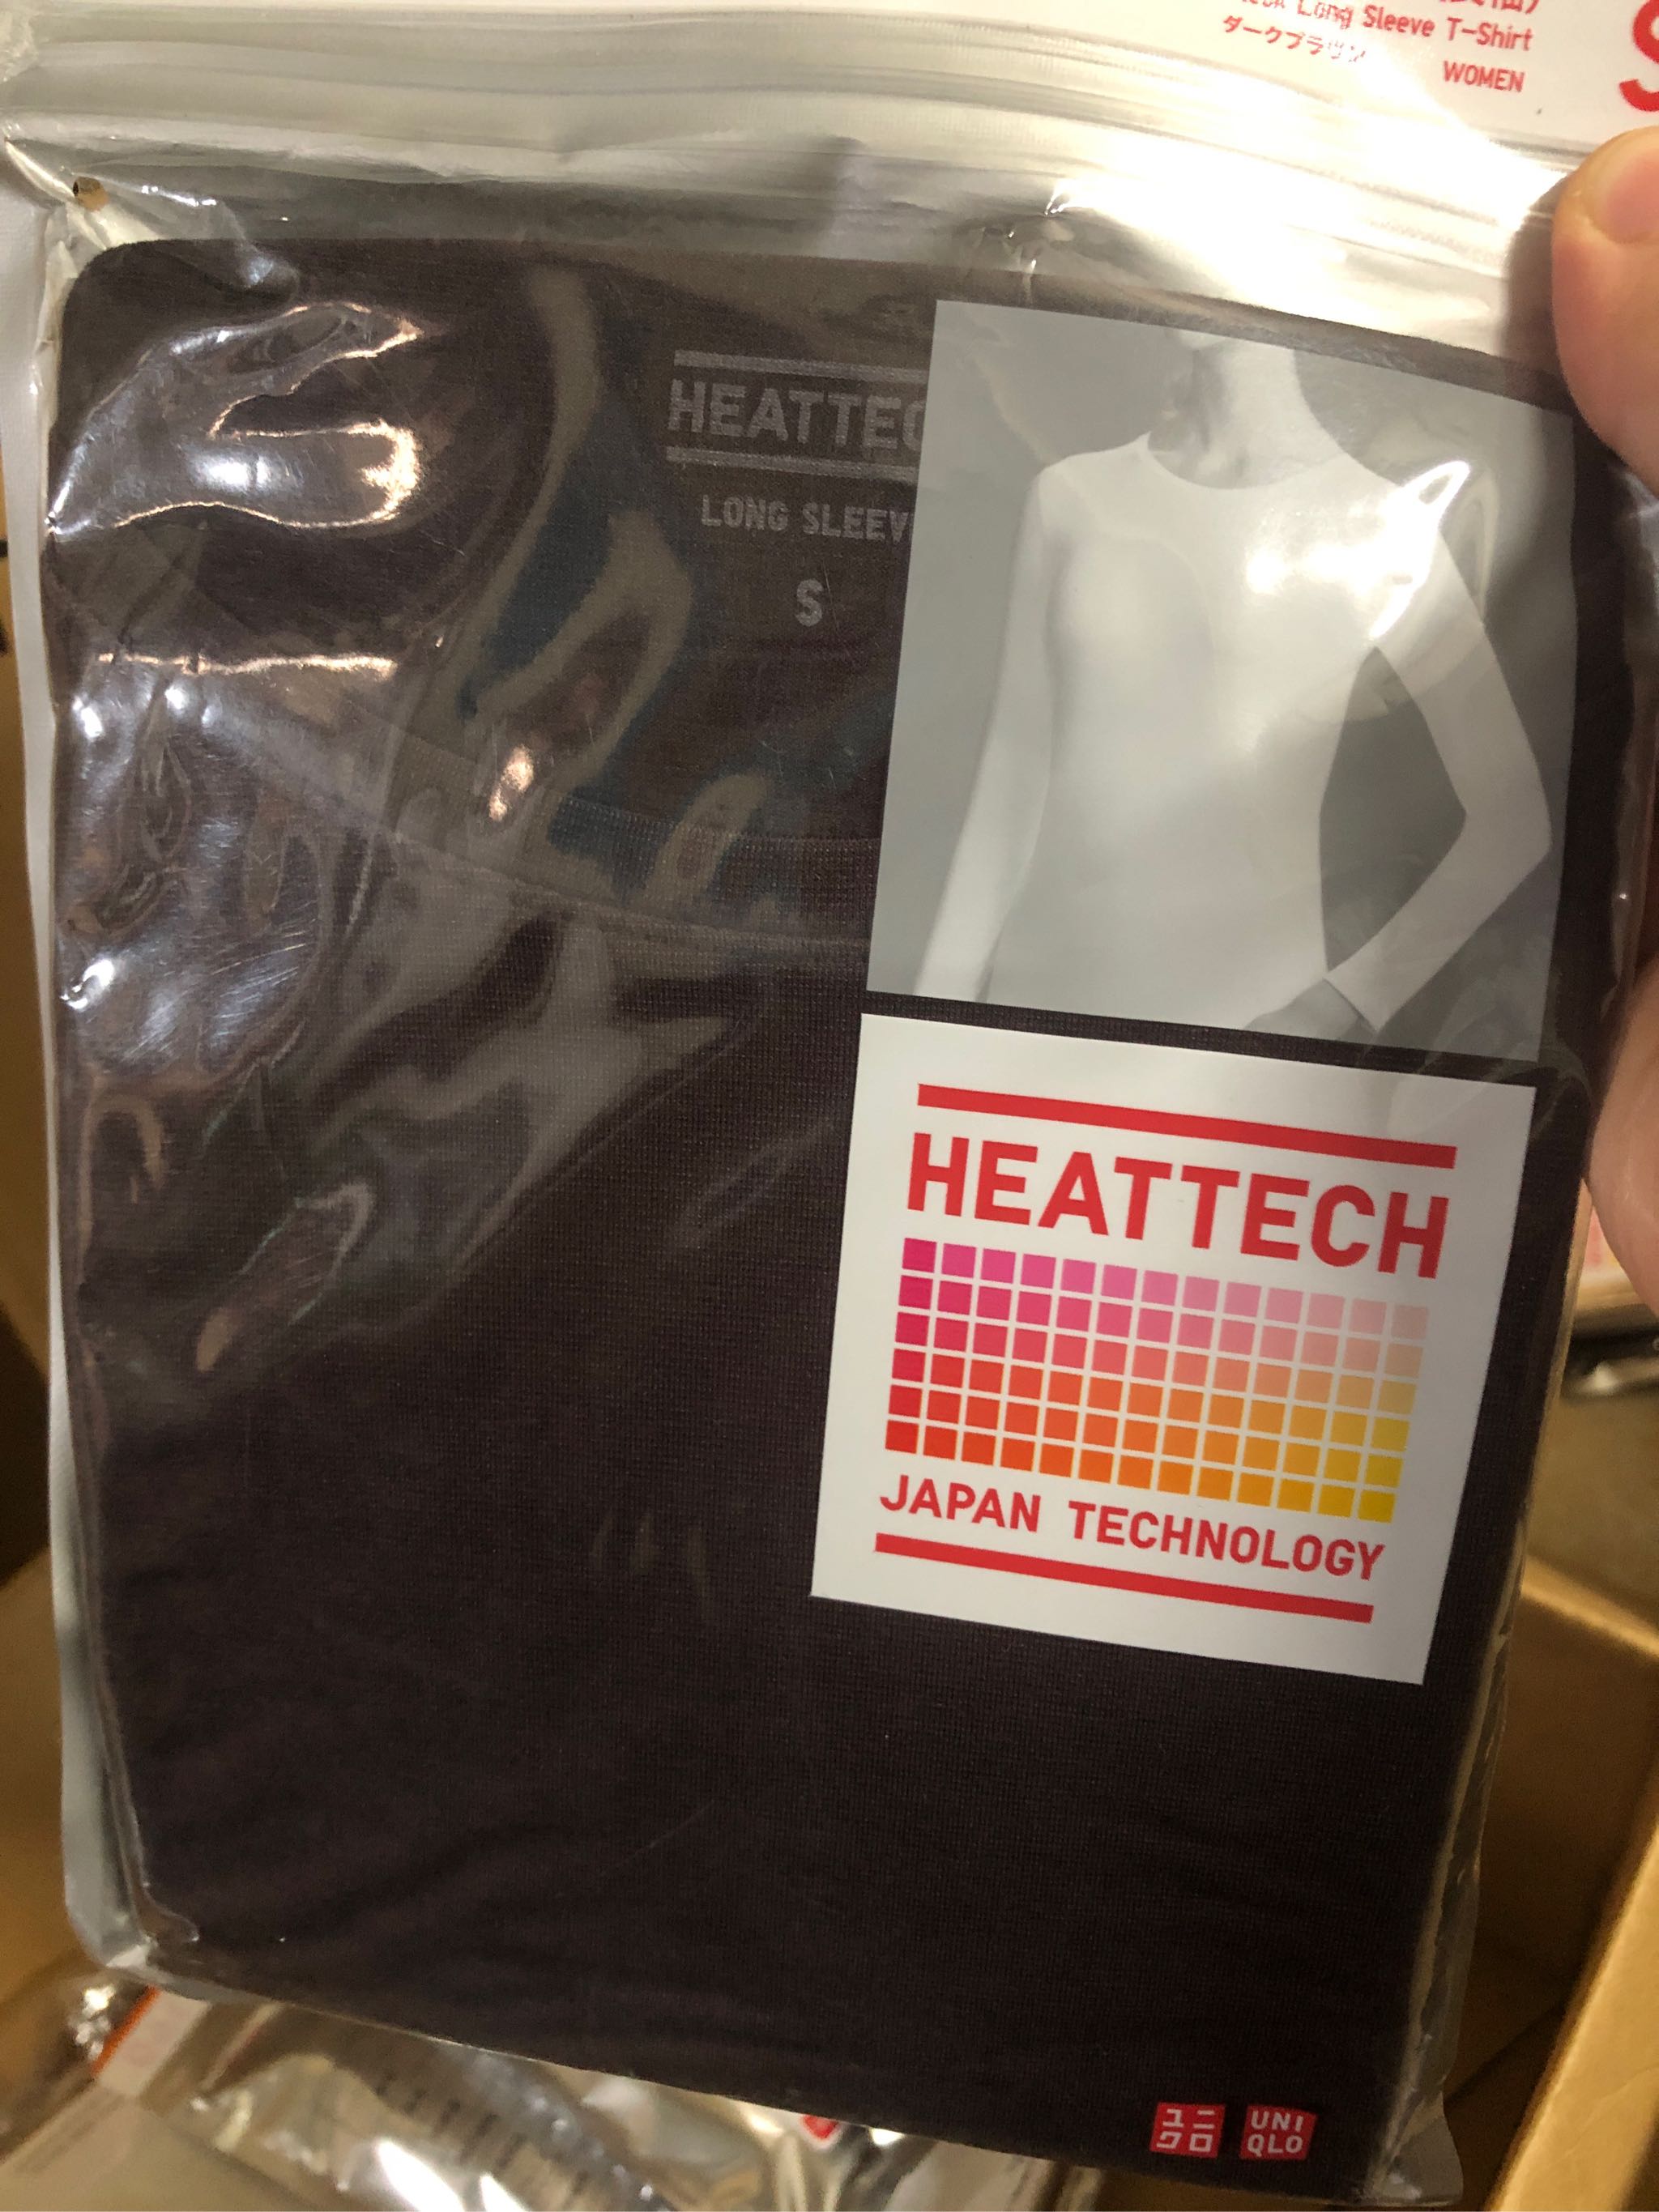 Long Sleeve T-Shirt
ダークブラウン
WOMEN
S
HEATTEC
LONG SLEEV
S
HEATTECH
JAPAN TECHNOLOGY
ユニ
クロ
UNI
QLO